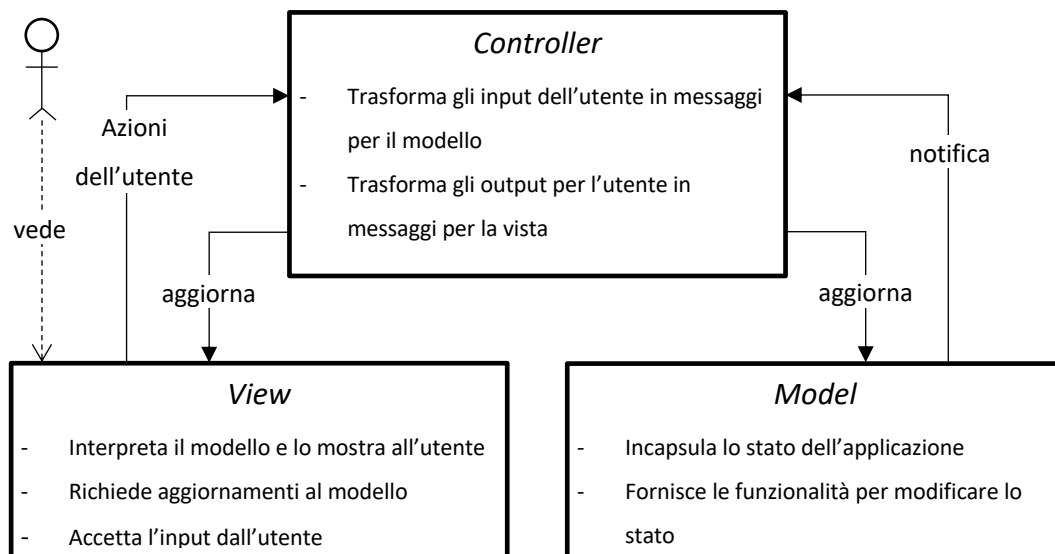 Controller
- Trasforma gli input dell’utente in messaggi
per il modello
- Trasforma gli output per l’utente in
messaggi per la vista
Azioni
dell’utente
notifica
vede
aggiorna
aggiorna
View
- Interpreta il modello e lo mostra all’utente
- Richiede aggiornamenti al modello
- Accetta l’input dall’utente
Model
- Incapsula lo stato dell’applicazione
- Fornisce le funzionalità per modificare lo
stato